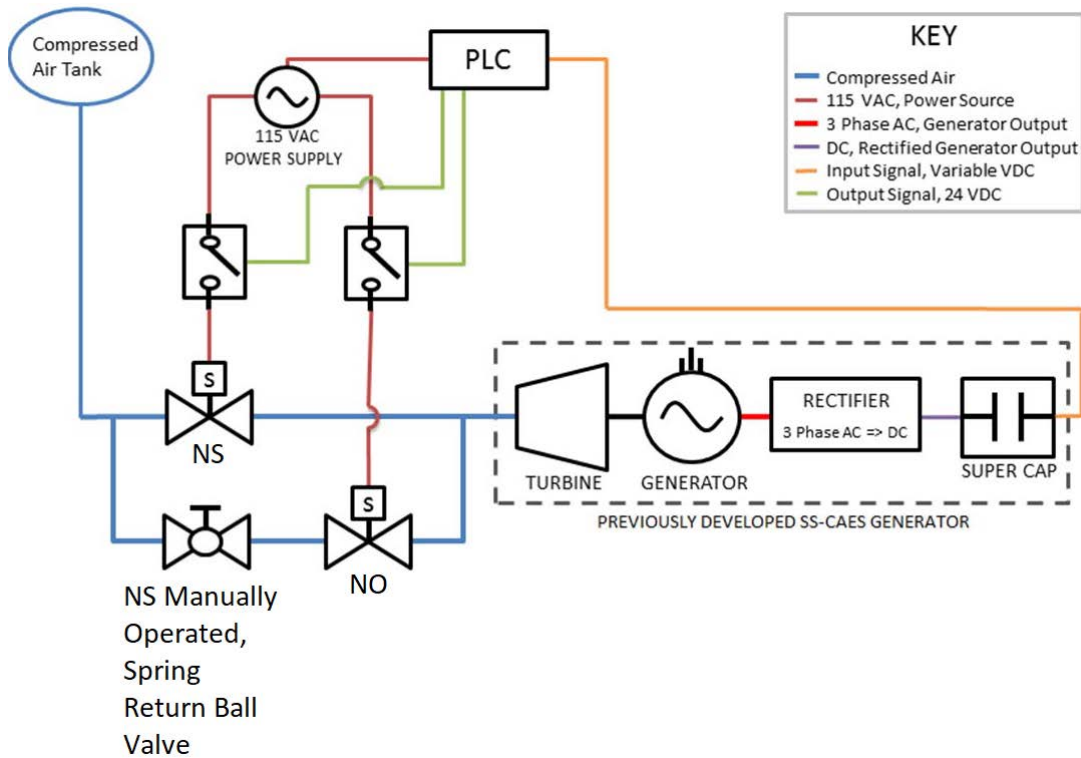 Compressed
Air Tank
PLC
115 VAC
POWER SUPPLY
KEY
Compressed Air
115 VAC, Power Source
3 Phase AC, Generator Output
DC, Rectified Generator Output
Input Signal, Variable VDC
Output Signal, 24 VDC
S
NS
S
NO
NS Manually
Operated,
Spring
Return Ball
Valve
TURBINE
GENERATOR
RECTIFIER
3 Phase AC => DC
SUPER CAP
PREVIOUSLY DEVELOPED SS-CAES GENERATOR